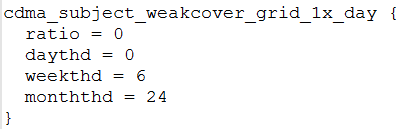 cdma_subject_weakcover_grid_1x_day {
  ratio = 0
  daythd = 0
  weekthd = 6
  monththd = 24
}